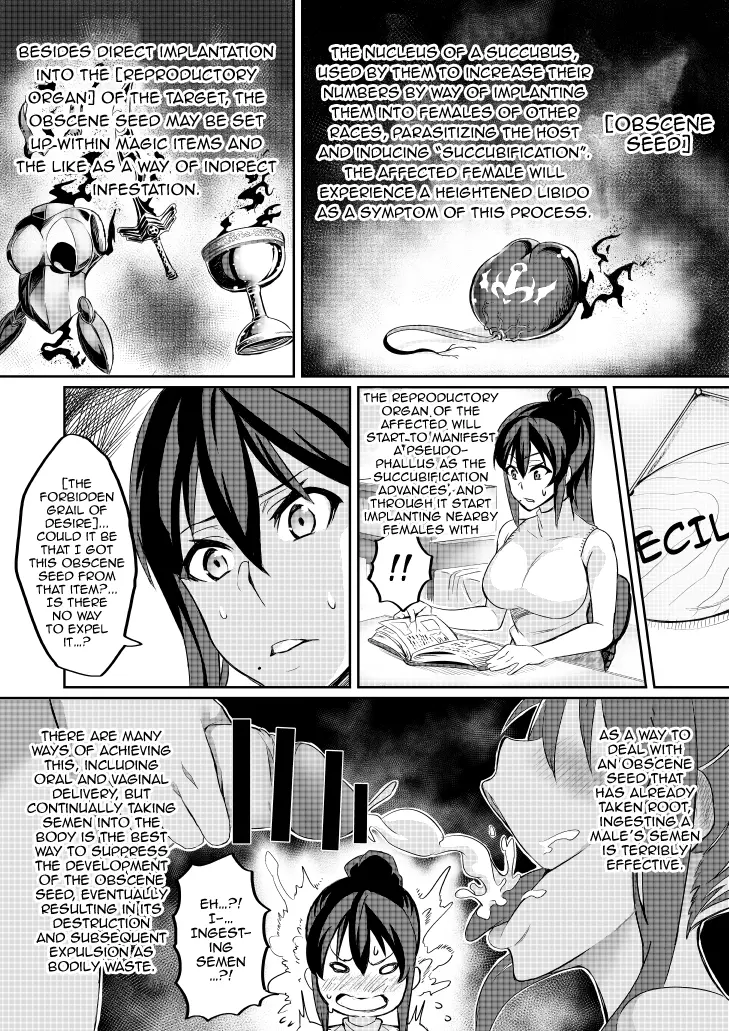 [OBSCENE
SEED]
THE NUCLEUS OF A SUCCUBUS,
USED BY THEM TO INCREASE THEIR
NUMBERS BY WAY OF IMPLANTING
THEM INTO FEMALES OF OTHER
RACES, PARASITIZING THE HOST
AND INDUCING "SUCCUBIFICATION".
THE AFFECTED FEMALE WILL
EXPERIENCE A HEIGHTENED LIBIDO
AS A SYMPTOM OF THIS PROCESS.
BESIDES DIRECT IMPLANTATION
INTO THE [REPRODUCTORY
ORGAN] OF THE TARGET, THE
OBSCENE SEED MAY BE SET
UP WITHIN MAGIC ITEMS AND
THE LIKE AS A WAY OF INDIRECT
INFESTATION.
ECIL
THE REPRODUCTORY
ORGAN OF THE
AFFECTED WILL
START TO MANIFEST
A PSEUDO-
PHALLUS AS THE
SUCCUBIFICATION
ADVANCES, AND
THROUGH IT START
IMPLANTING NEARBY
FEMALES WITH
!!
[THE
FORBIDDEN
GRAIL OF
DESIRE]...
COULD IT BE
THAT I GOT
THIS OBSCENE
SEED FROM
THAT ITEM?...
IS THERE
NO WAY
TO EXPEL
IT...?
AS A WAY TO
DEAL WITH
AN OBSCENE
SEED THAT
HAS ALREADY
TAKEN ROOT,
INGESTING A
MALE'S SEMEN
IS TERRIBLY
EFFECTIVE.
THERE ARE MANY
WAYS OF ACHIEVING
THIS, INCLUDING
ORAL AND VAGINAL
DELIVERY, BUT
CONTINUALLY TAKING
SEMEN INTO THE
BODY IS THE BEST
WAY TO SUPPRESS
THE DEVELOPMENT
OF THE OBSCENE
SEED, EVENTUALLY
RESULTING IN ITS
DESTRUCTION
AND SUBSEQUENT
EXPULSION AS
BODILY WASTE.
EH...?!
I-...
INGEST-
ING
SEMEN
...?!